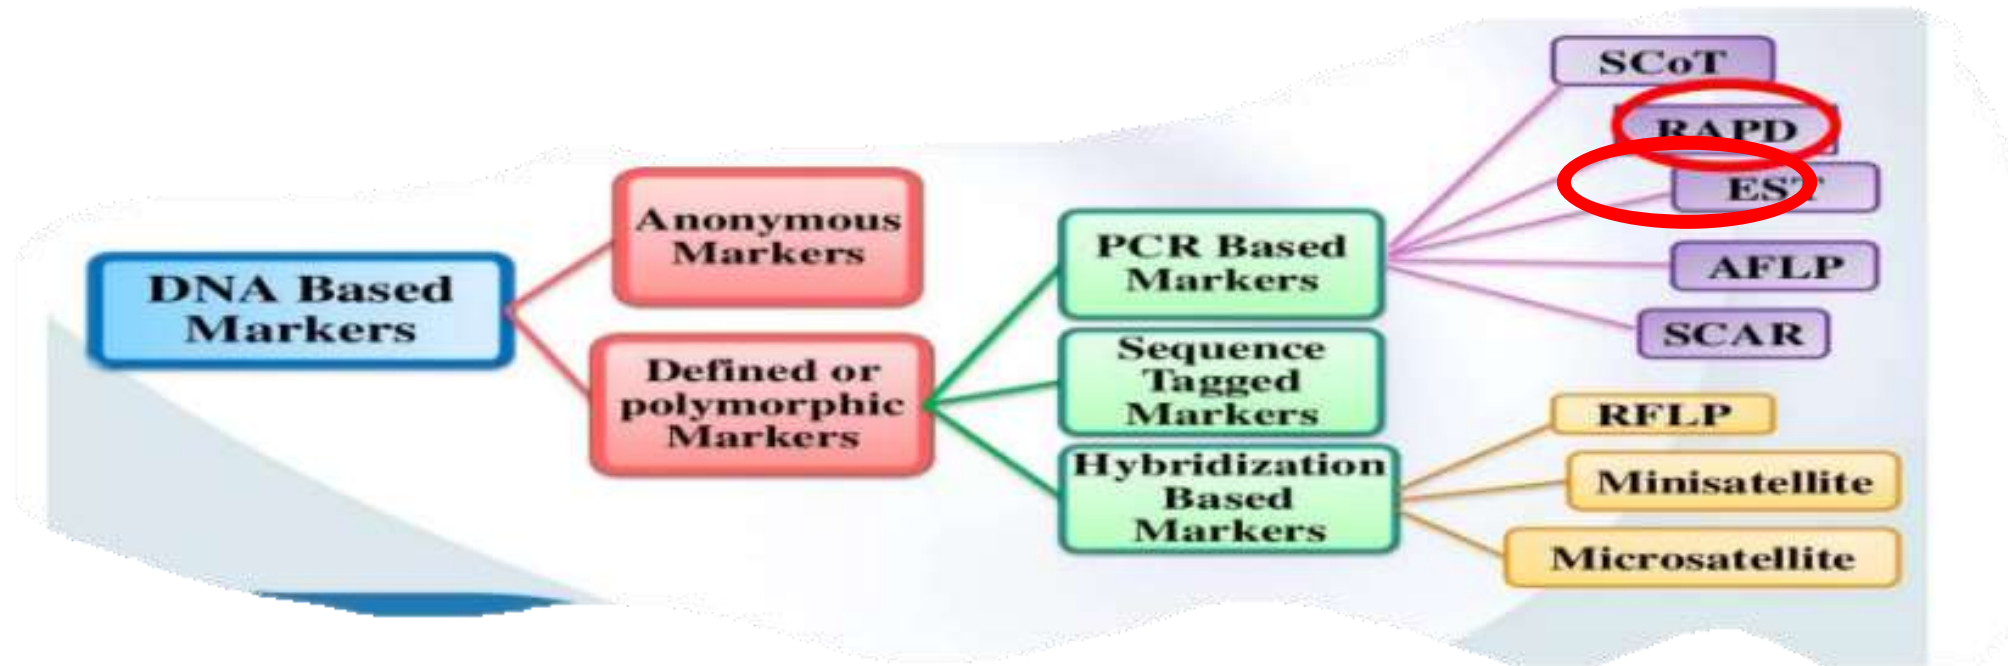 DNA Based
Markers
Anonymous
Markers
Defined or
polymorphic
Markers
PCR Based
Markers
Sequence
Tagged
Markers
Hybridization
Based
Markers
SCoT
RAPD
EST
AFLP
SCAR
RFLP
Minisatellite
Microsatellite